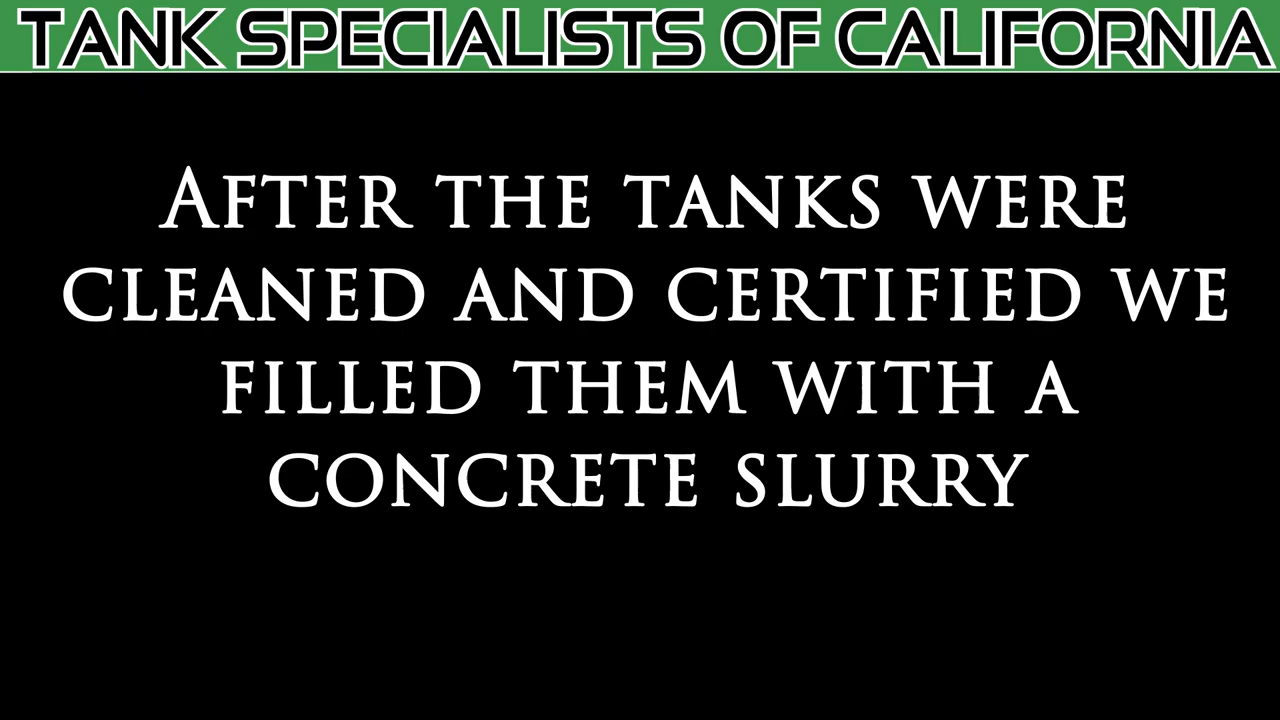 TANK SPECIALISTS OF CALIFORNIA
AFTER THE TANKS WERE
CLEANED AND CERTIFIED WE
FILLED THEM WITH A
CONCRETE SLURRY